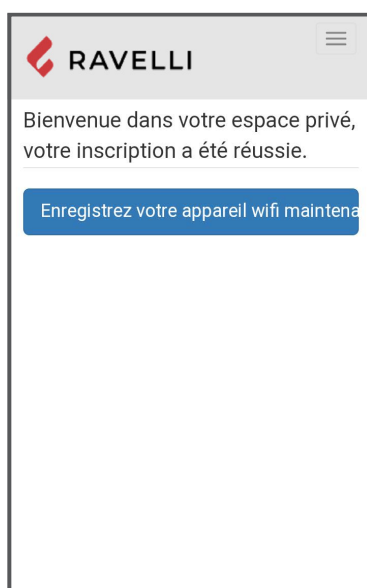 RAVELLI
Bienvenue dans votre espace privé,
votre inscription a été réussie.
Enregistrez votre appareil wifi maintena